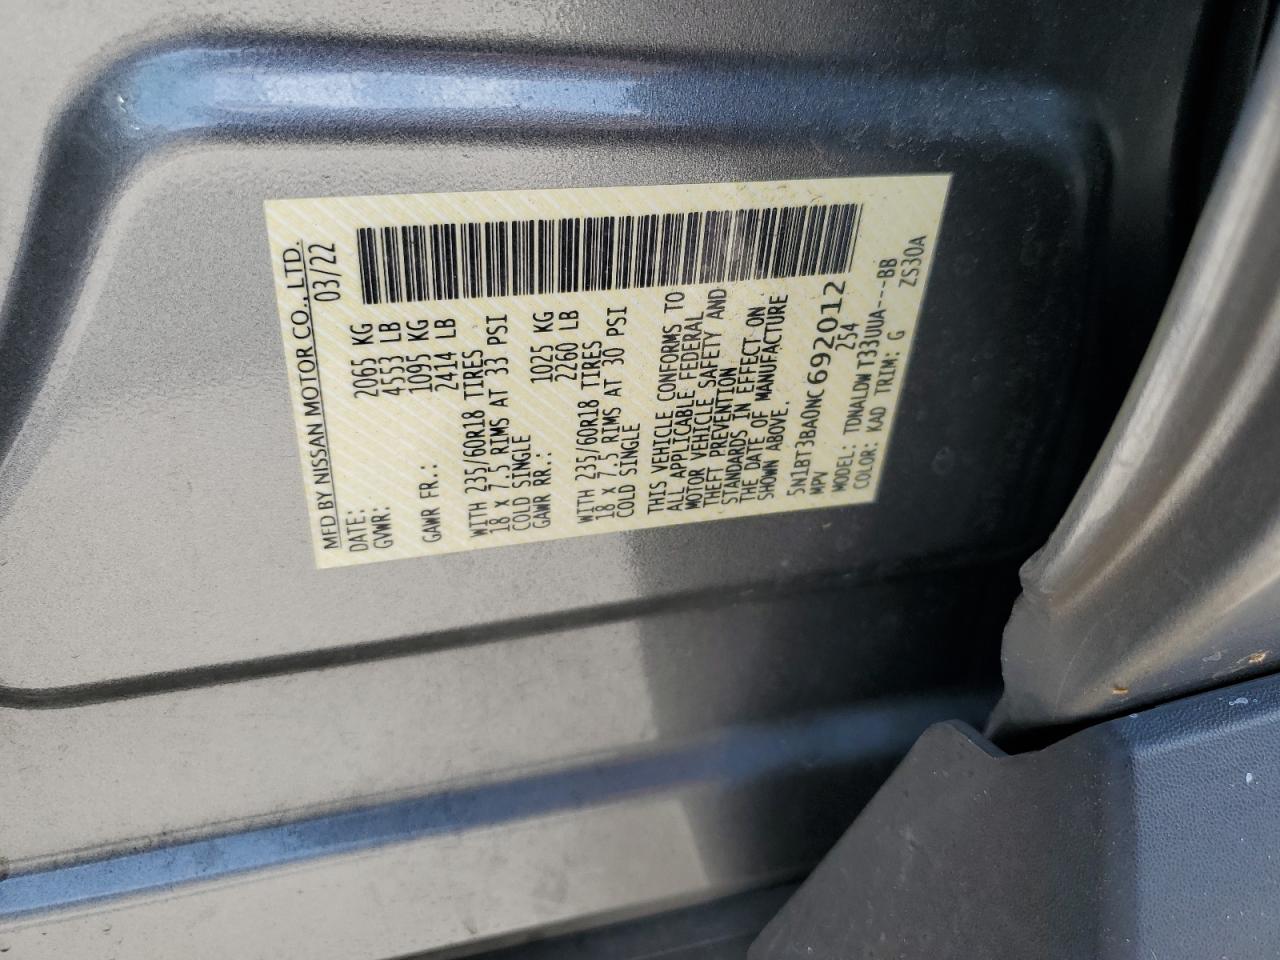 MFD BY NISSAN MOTOR CO., LTD.
DATE: 03/22
GVWR: 2065 KG
4553 LB
GAWR FR.: 1095 KG
2414 LB
WITH 235/60R18 TIRES
18 X 7.5 RIMS AT 33 PSI
COLD SINGLE
GAWR RR.: 1025 KG
2260 LB
WITH 235/60R18 TIRES
18 X 7.5 RIMS AT 30 PSI
COLD SINGLE
THIS VEHICLE CONFORMS TO
ALL APPLICABLE FEDERAL
MOTOR VEHICLE SAFETY AND
THEFT PREVENTION
STANDARDS IN EFFECT ON
THE DATE OF MANUFACTURE
SHOWN ABOVE.
5N1BT3BA0NC692012
MPV Z54
MODEL: TDNALDW T33UUA---BB
COLOR: KAD TRIM: G ZS30A